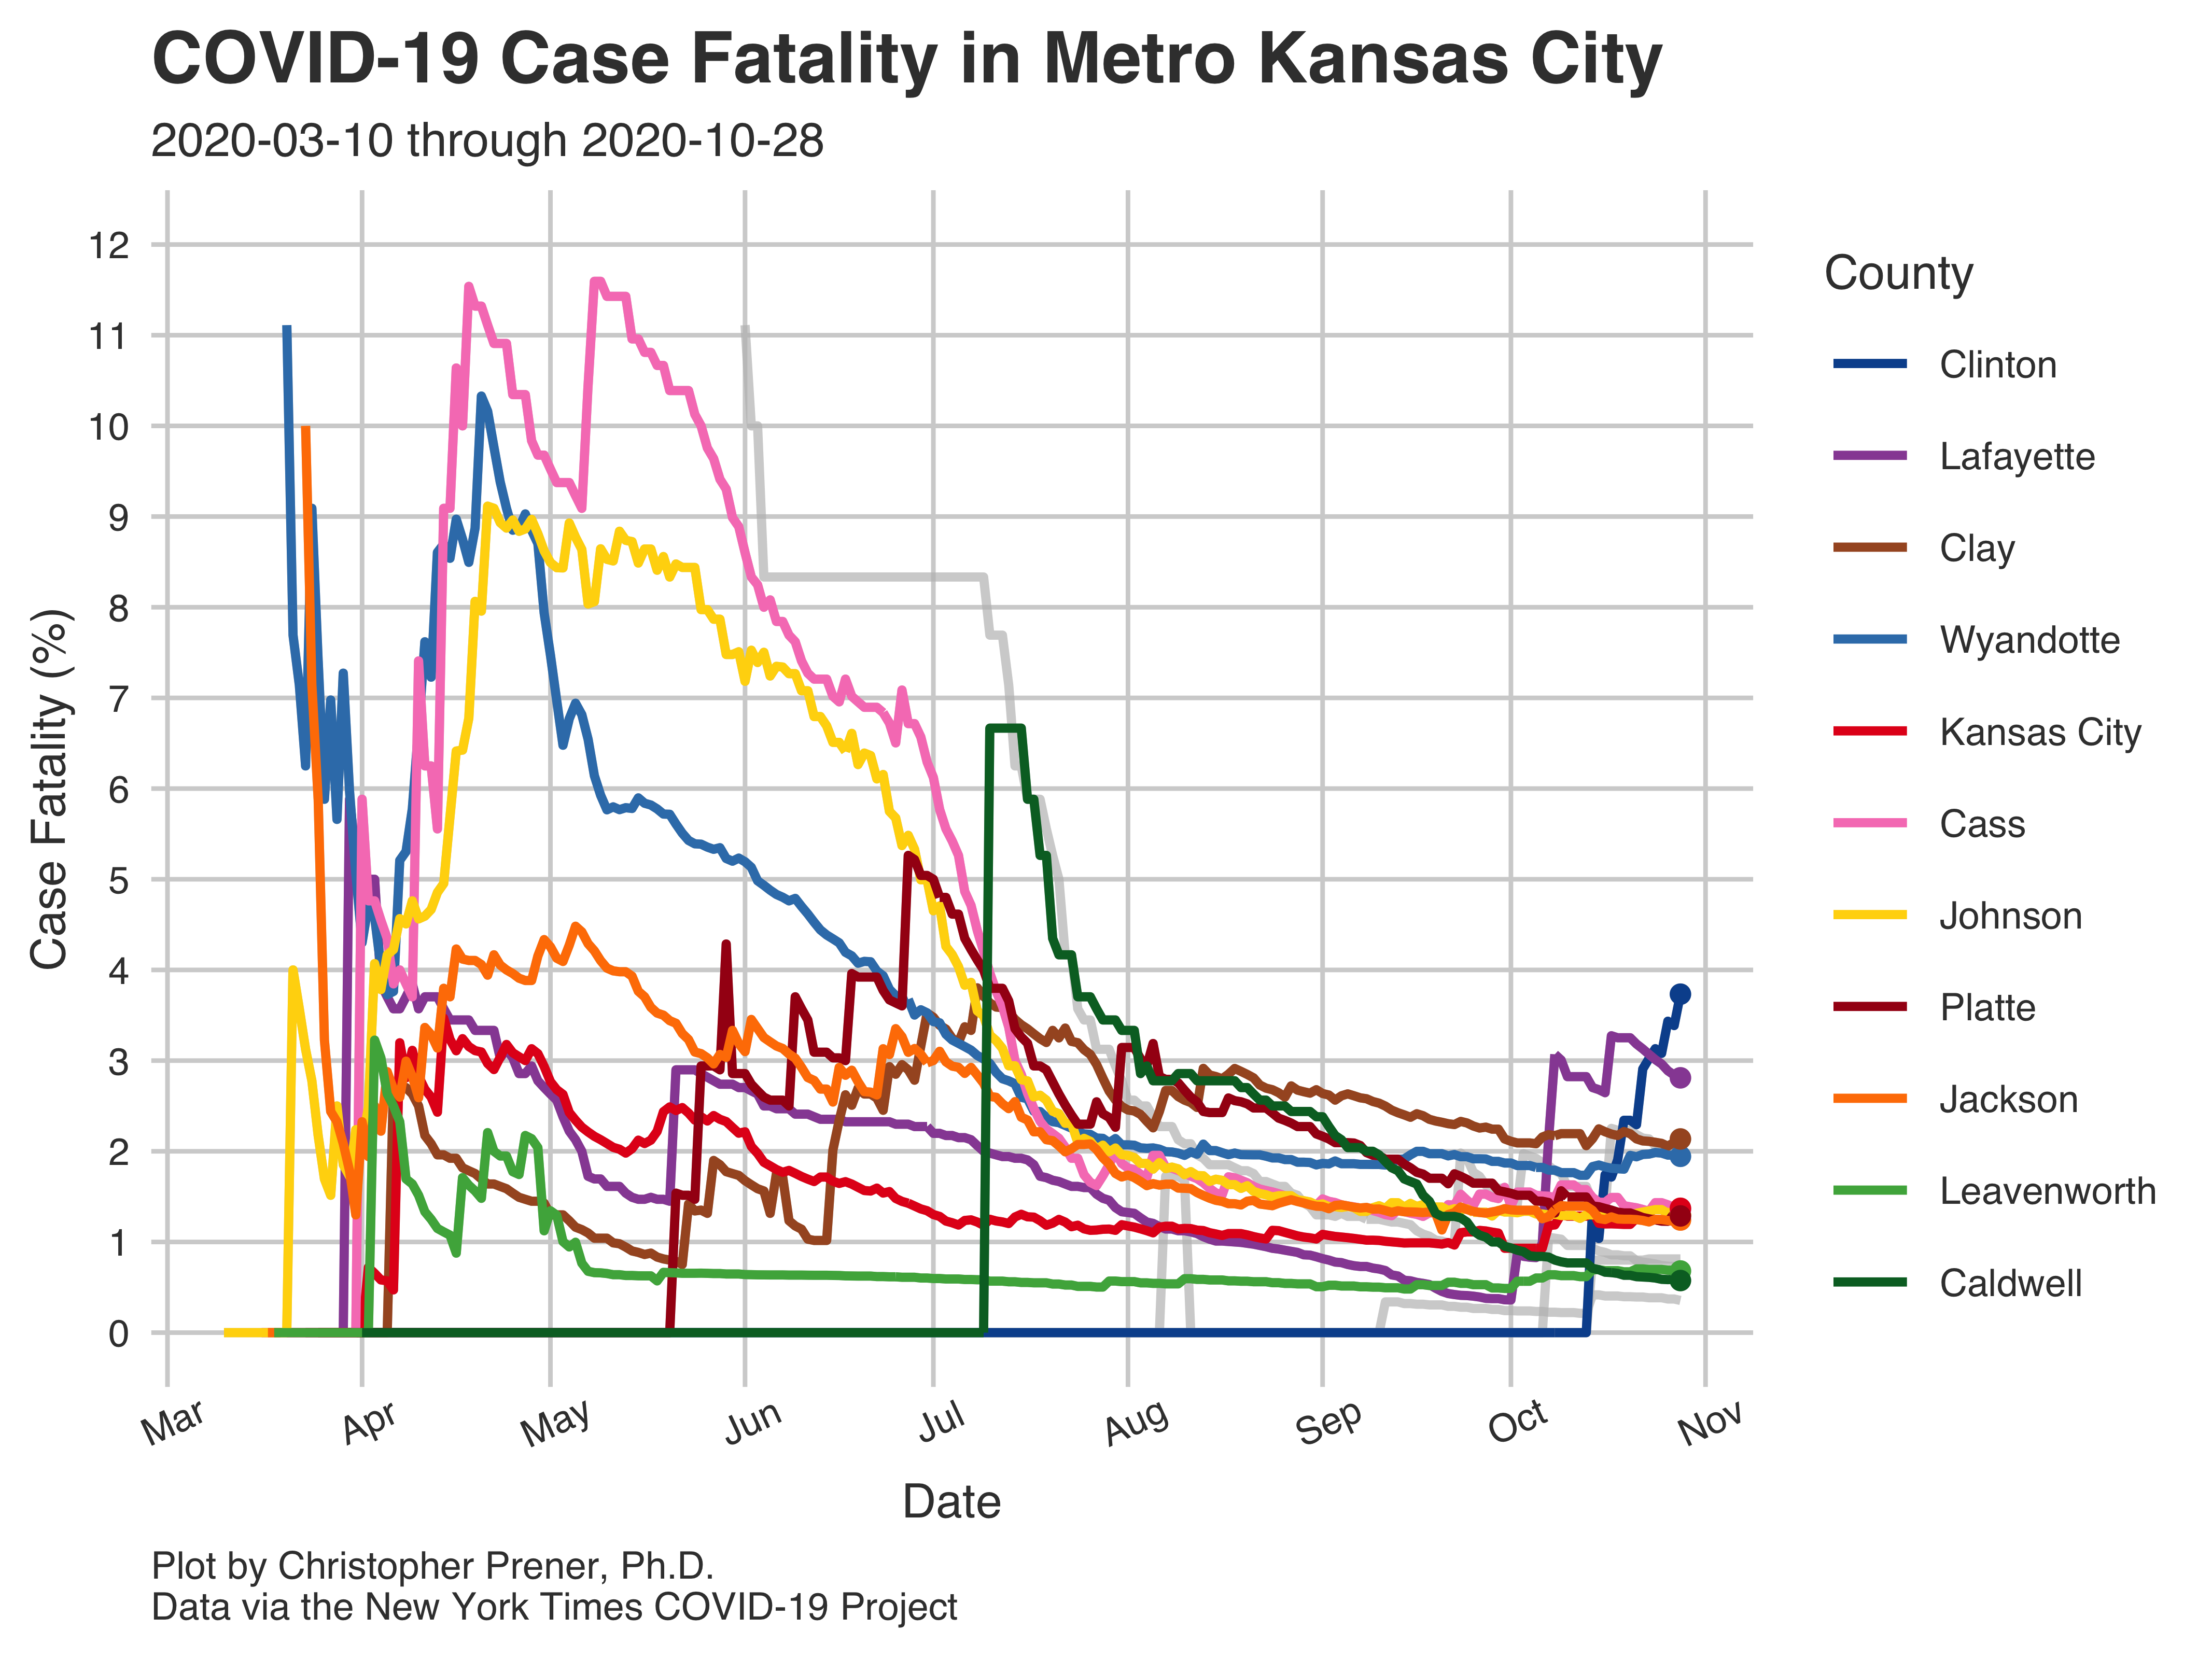 COVID-19 Case Fatality in Metro Kansas City
2020-03-10 through 2020-10-28
Case Fatality (%)
12
11
10
9
8
7
6
5
4
3
2
1
0
Mar
Apr
May
Jun
Jul
Aug
Sep
Oct
Nov
Date
County
Clinton
Lafayette
Clay
Wyandotte
Kansas City
Cass
Johnson
Platte
Jackson
Leavenworth
Caldwell
Plot by Christopher Prener, Ph.D.
Data via the New York Times COVID-19 Project